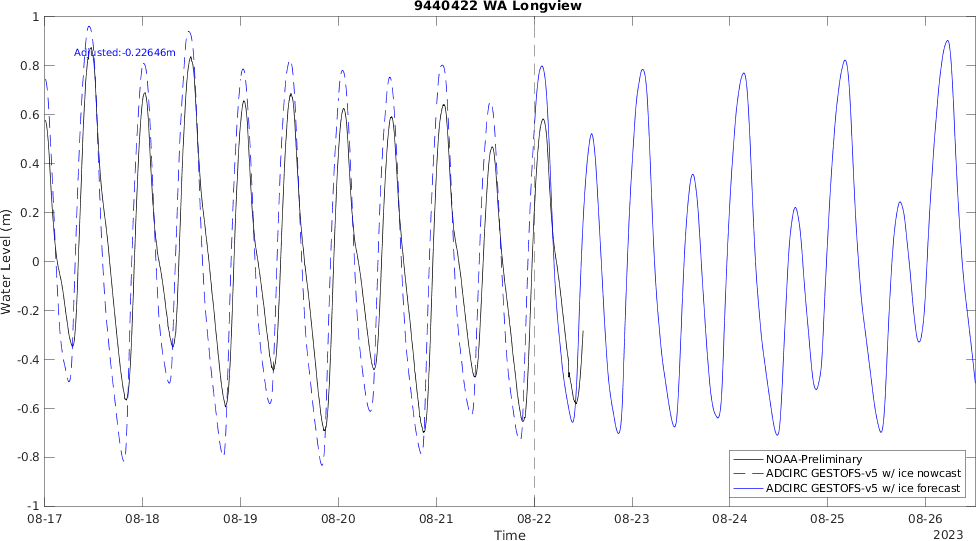 9440422 WA Longview
Adjusted:-0.22646m
Water Level (m)
1
0.8
0.6
0.4
0.2
0
-0.2
-0.4
-0.6
-0.8
-1
08-17 08-18 08-19 08-20 08-21 08-22 08-23 08-24 08-25 08-26
Time
2023
NOAA-Preliminary
ADCIRC GESTOFS-v5 w/ ice nowcast
ADCIRC GESTOFS-v5 w/ ice forecast